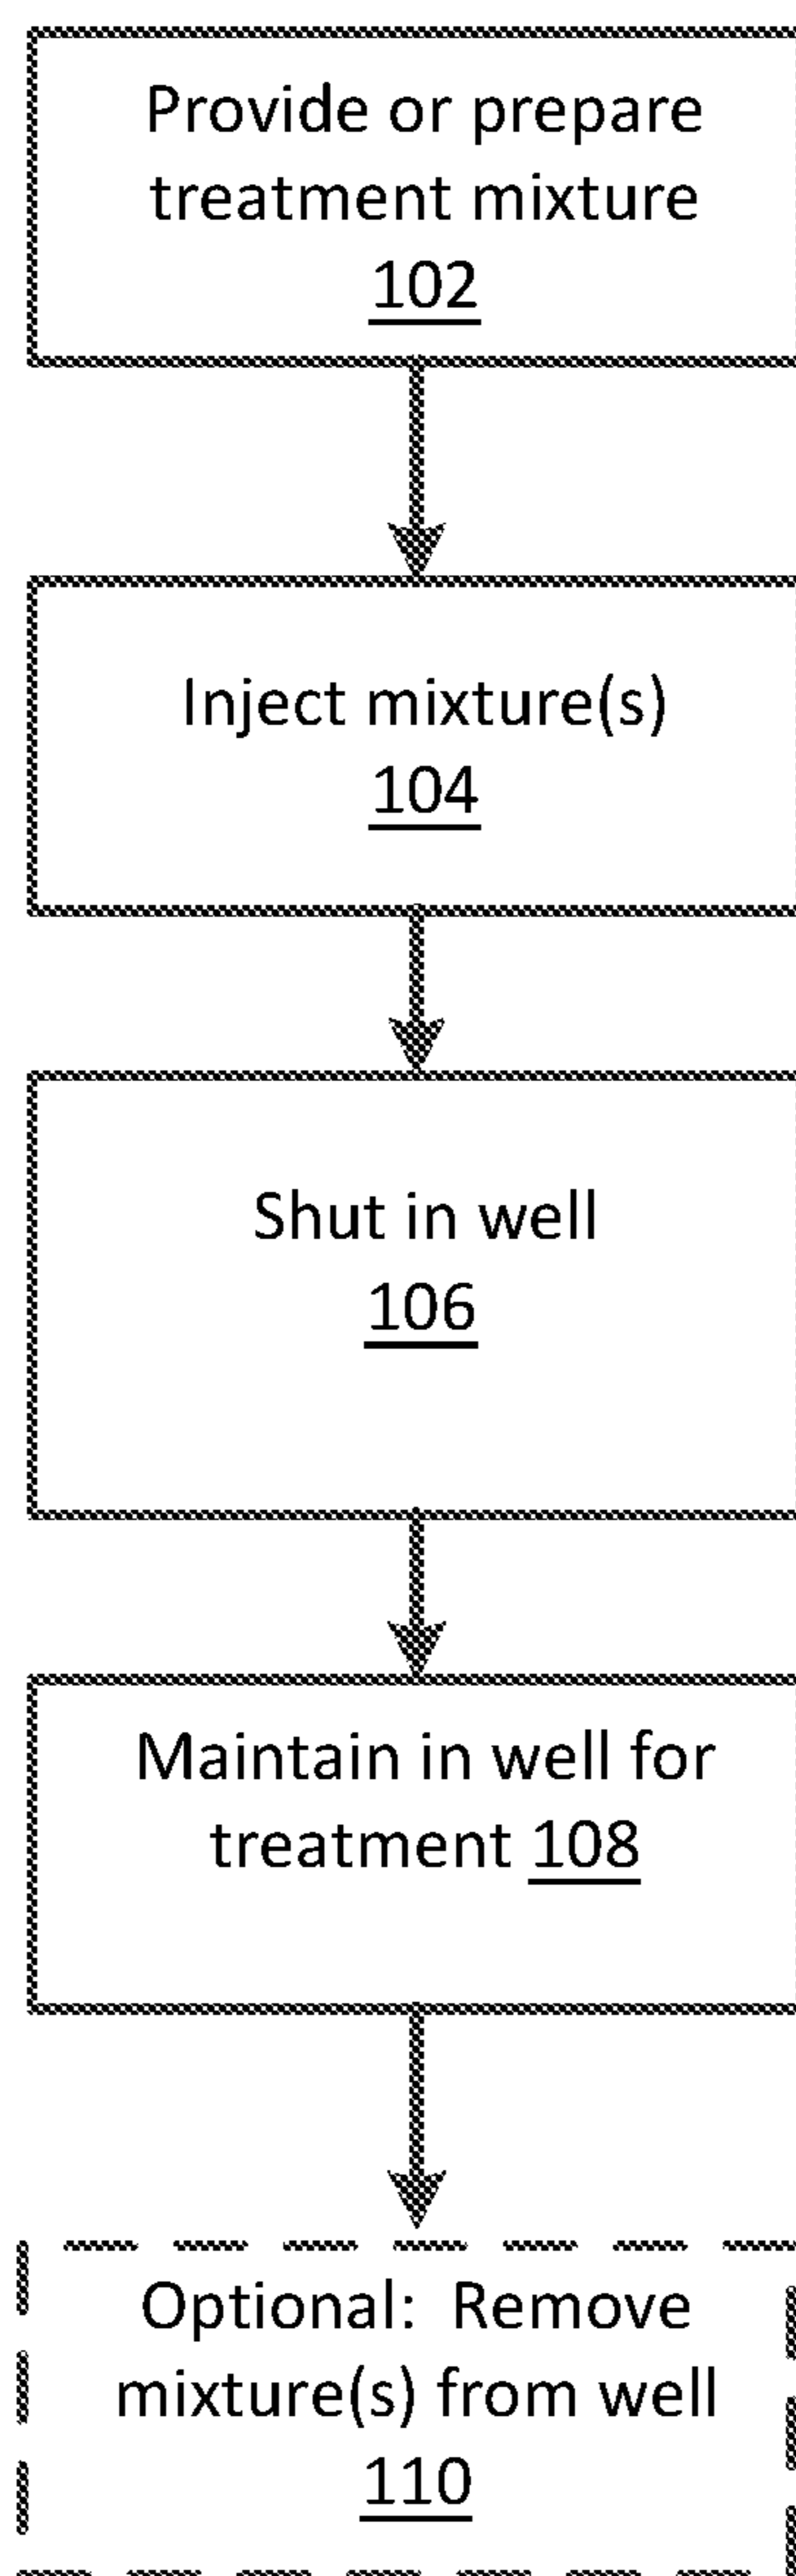 Provide or prepare
treatment mixture
102
Inject mixture(s)
104
Shut in well
106
Maintain in well for
treatment 108
Optional:  Remove
mixture(s) from well
110